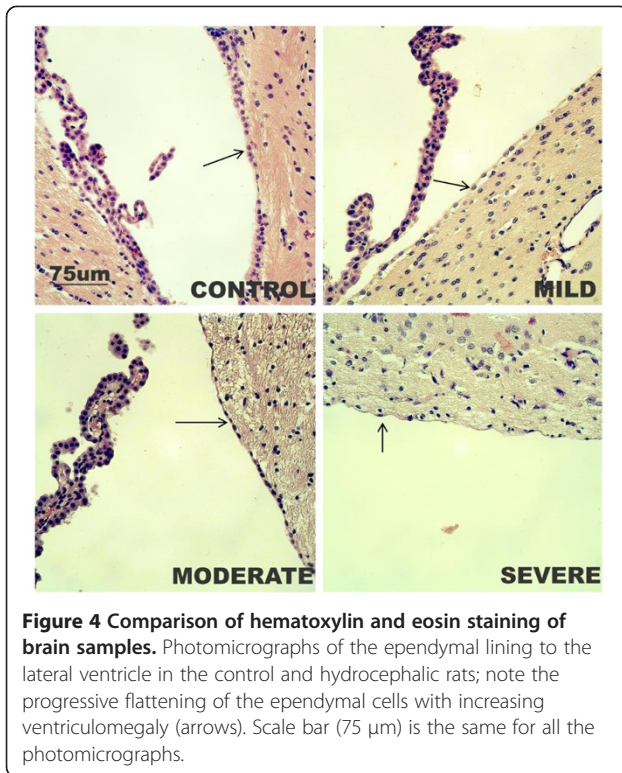 75um
CONTROL
MILD
MODERATE
SEVERE
Figure 4 Comparison of hematoxylin and eosin staining of
brain samples. Photomicrographs of the ependymal lining to the
lateral ventricle in the control and hydrocephalic rats; note the
progressive flattening of the ependymal cells with increasing
ventriculomegaly (arrows). Scale bar (75 μm) is the same for all the
photomicrographs.